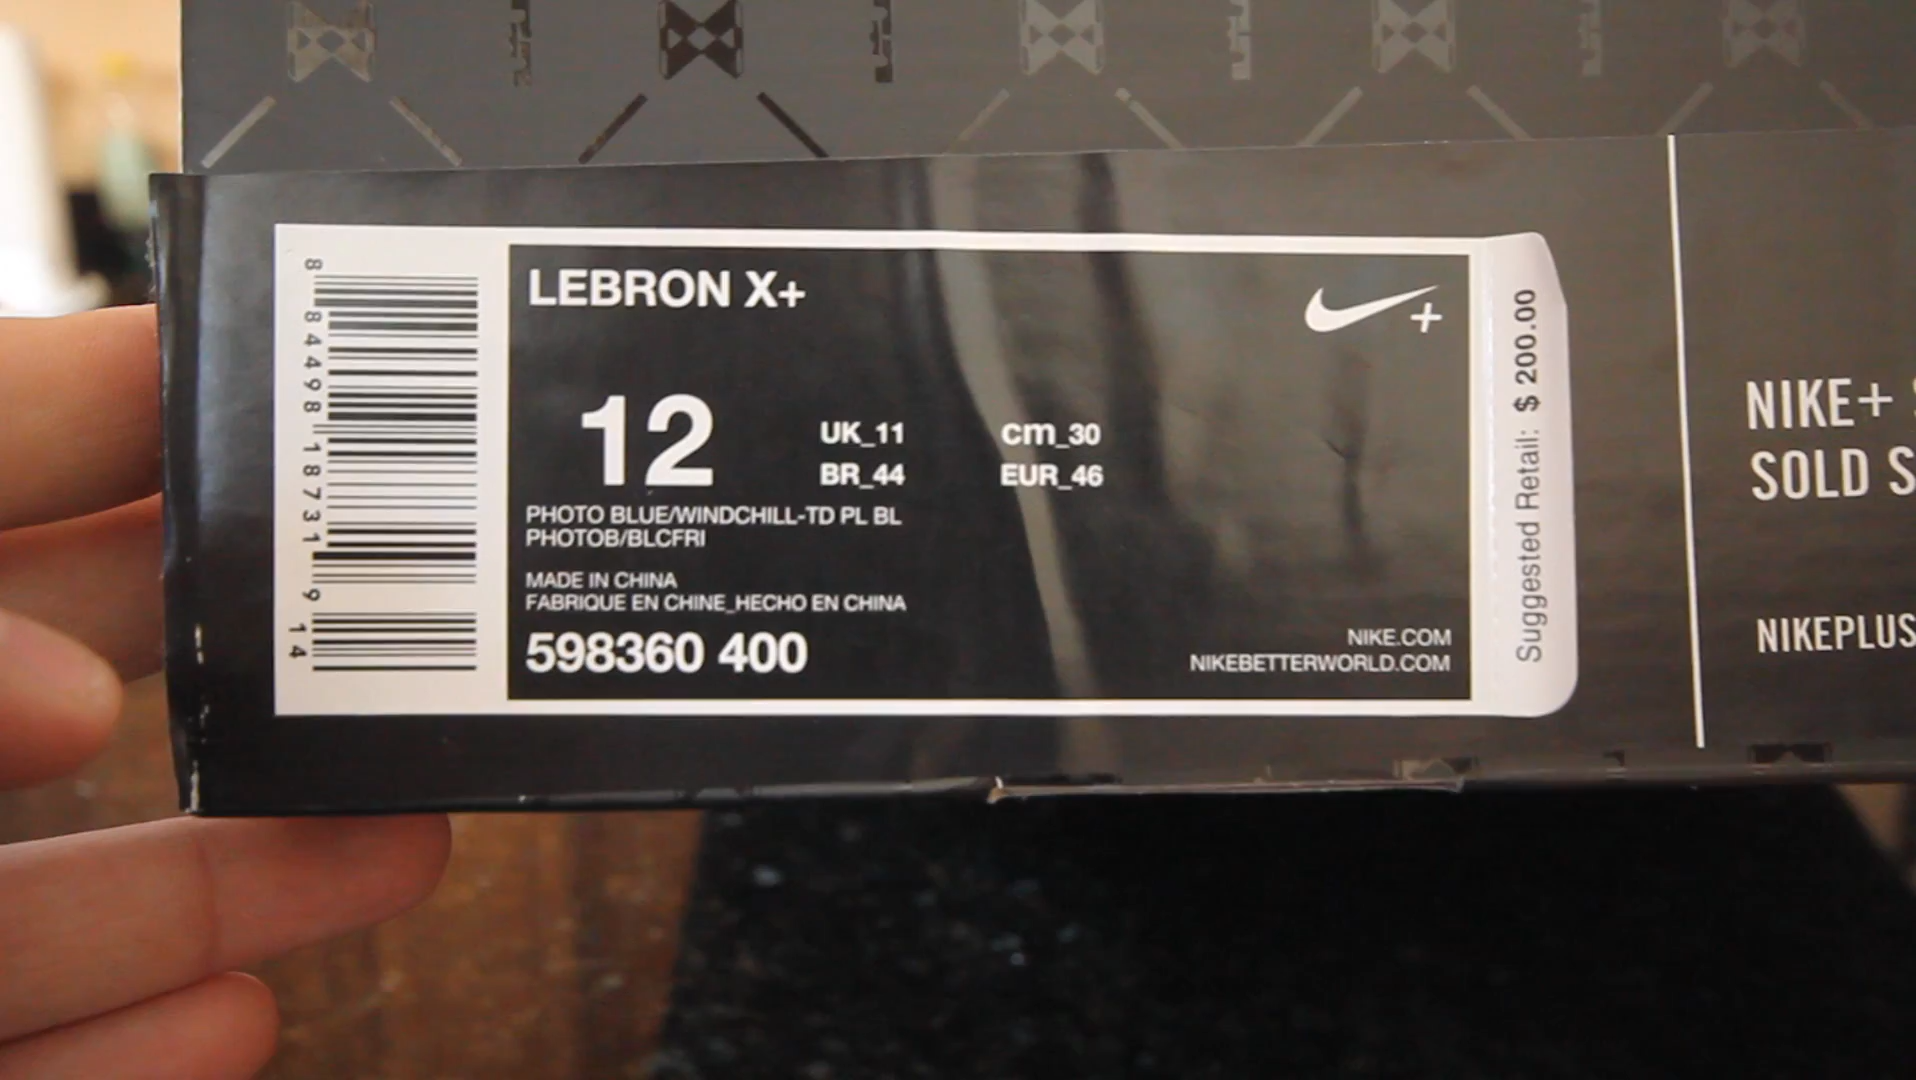 LEBRON X+
12
UK_11
cm_30
BR_44
EUR_46
PHOTO BLUE/WINDCHILL-TD PL BL
PHOTOB/BLCFRI
MADE IN CHINA
FABRIQUE EN CHINE_HECHO EN CHINA
598360 400
NIKE.COM
NIKEBETTERWORLD.COM
8 84498 18731 9
14
Suggested Retail: $ 200.00
NIKE+
SOLD
NIKEPLUS